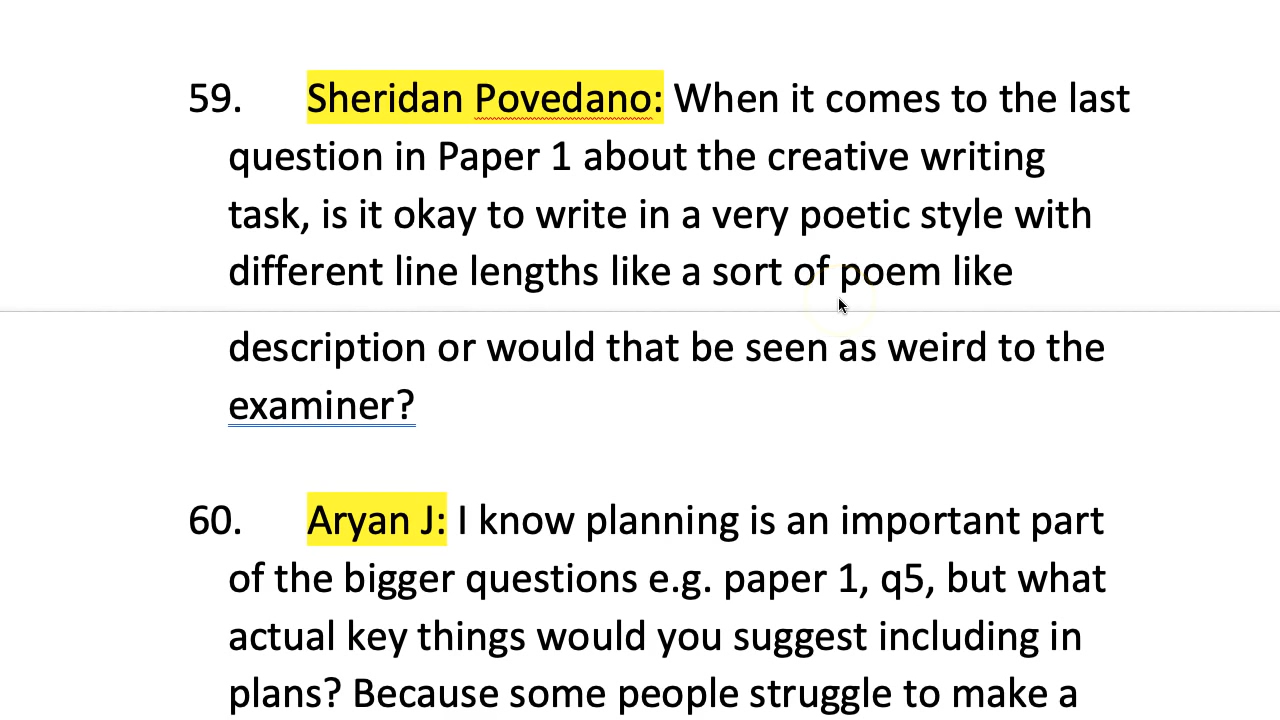 59. Sheridan Povedano: When it comes to the last
question in Paper 1 about the creative writing
task, is it okay to write in a very poetic style with
different line lengths like a sort of poem like
description or would that be seen as weird to the
examiner?
60. Aryan J: I know planning is an important part
of the bigger questions e.g. paper 1, q5, but what
actual key things would you suggest including in
plans? Because some people struggle to make a